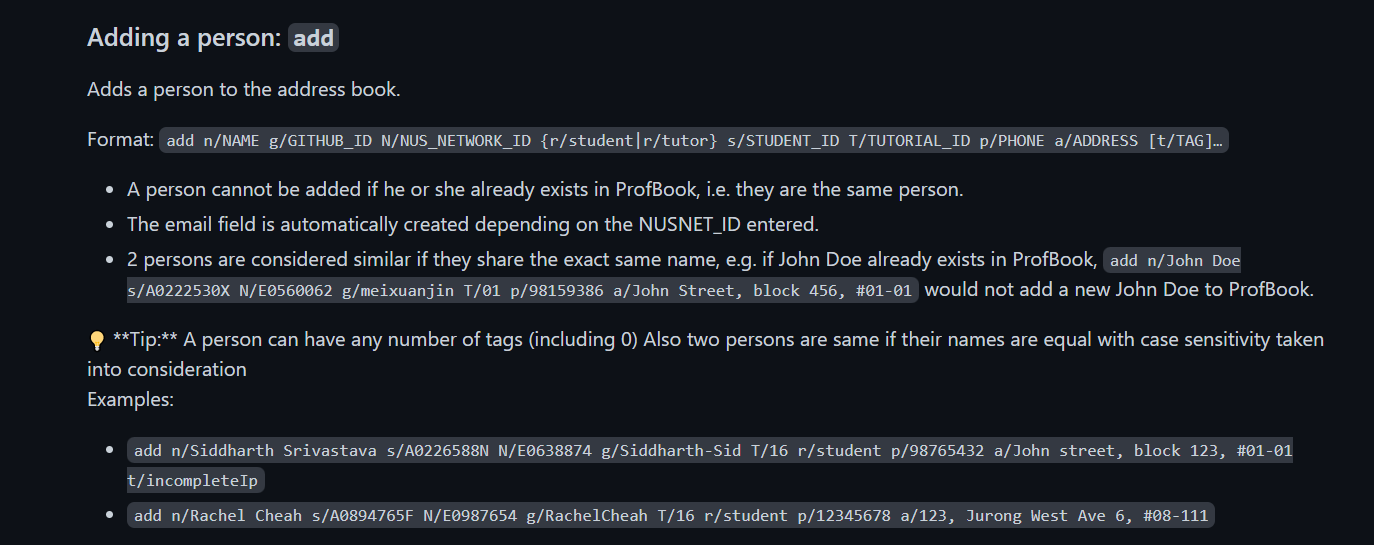 Adding a person: add
Adds a person to the address book.
Format: add n/NAME g/GITHUB_ID N/NUS_NETWORK_ID {r/student|r/tutor} s/STUDENT_ID T/TUTORIAL_ID p/PHONE a/ADDRESS [t/TAG]…
• A person cannot be added if he or she already exists in ProfBook, i.e. they are the same person.
• The email field is automatically created depending on the NUSNET_ID entered.
• 2 persons are considered similar if they share the exact same name, e.g. if John Doe already exists in ProfBook, add n/John Doe
s/A0222530X N/E0560062 g/meixuanjin T/01 p/98159386 a/John Street, block 456, #01-01 would not add a new John Doe to ProfBook.
💡 **Tip:** A person can have any number of tags (including 0) Also two persons are same if their names are equal with case sensitivity taken
into consideration
Examples:
• add n/Siddharth Srivastava s/A0226588N N/E0638874 g/Siddharth-Sid T/16 r/student p/98765432 a/John street, block 123, #01-01
t/incompleteIp
• add n/Rachel Cheah s/A0894765F N/E0987654 g/RachelCheah T/16 r/student p/12345678 a/123, Jurong West Ave 6, #08-111